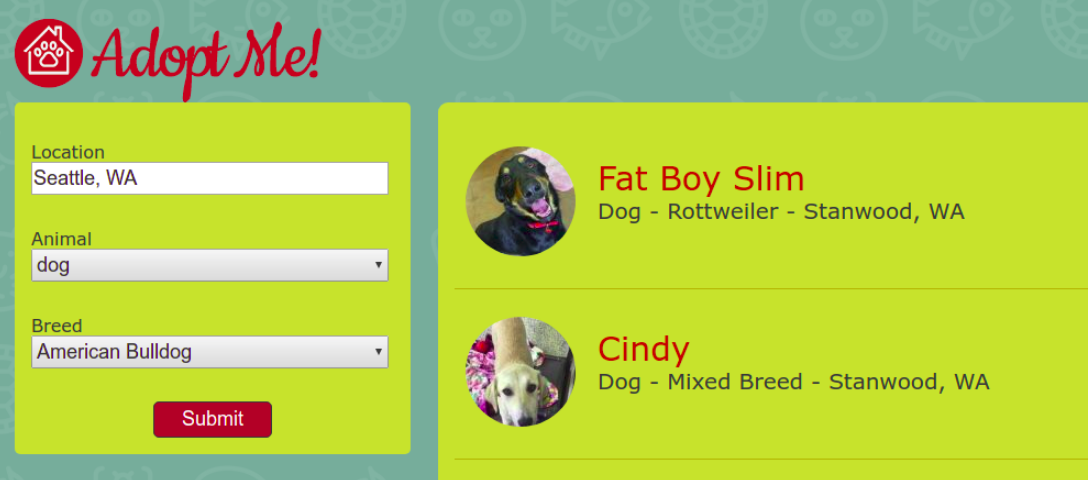 Adopt Me!
Location
Seattle, WA
Animal
dog
Breed
American Bulldog
Submit
Fat Boy Slim
Dog - Rottweiler - Stanwood, WA
Cindy
Dog - Mixed Breed - Stanwood, WA